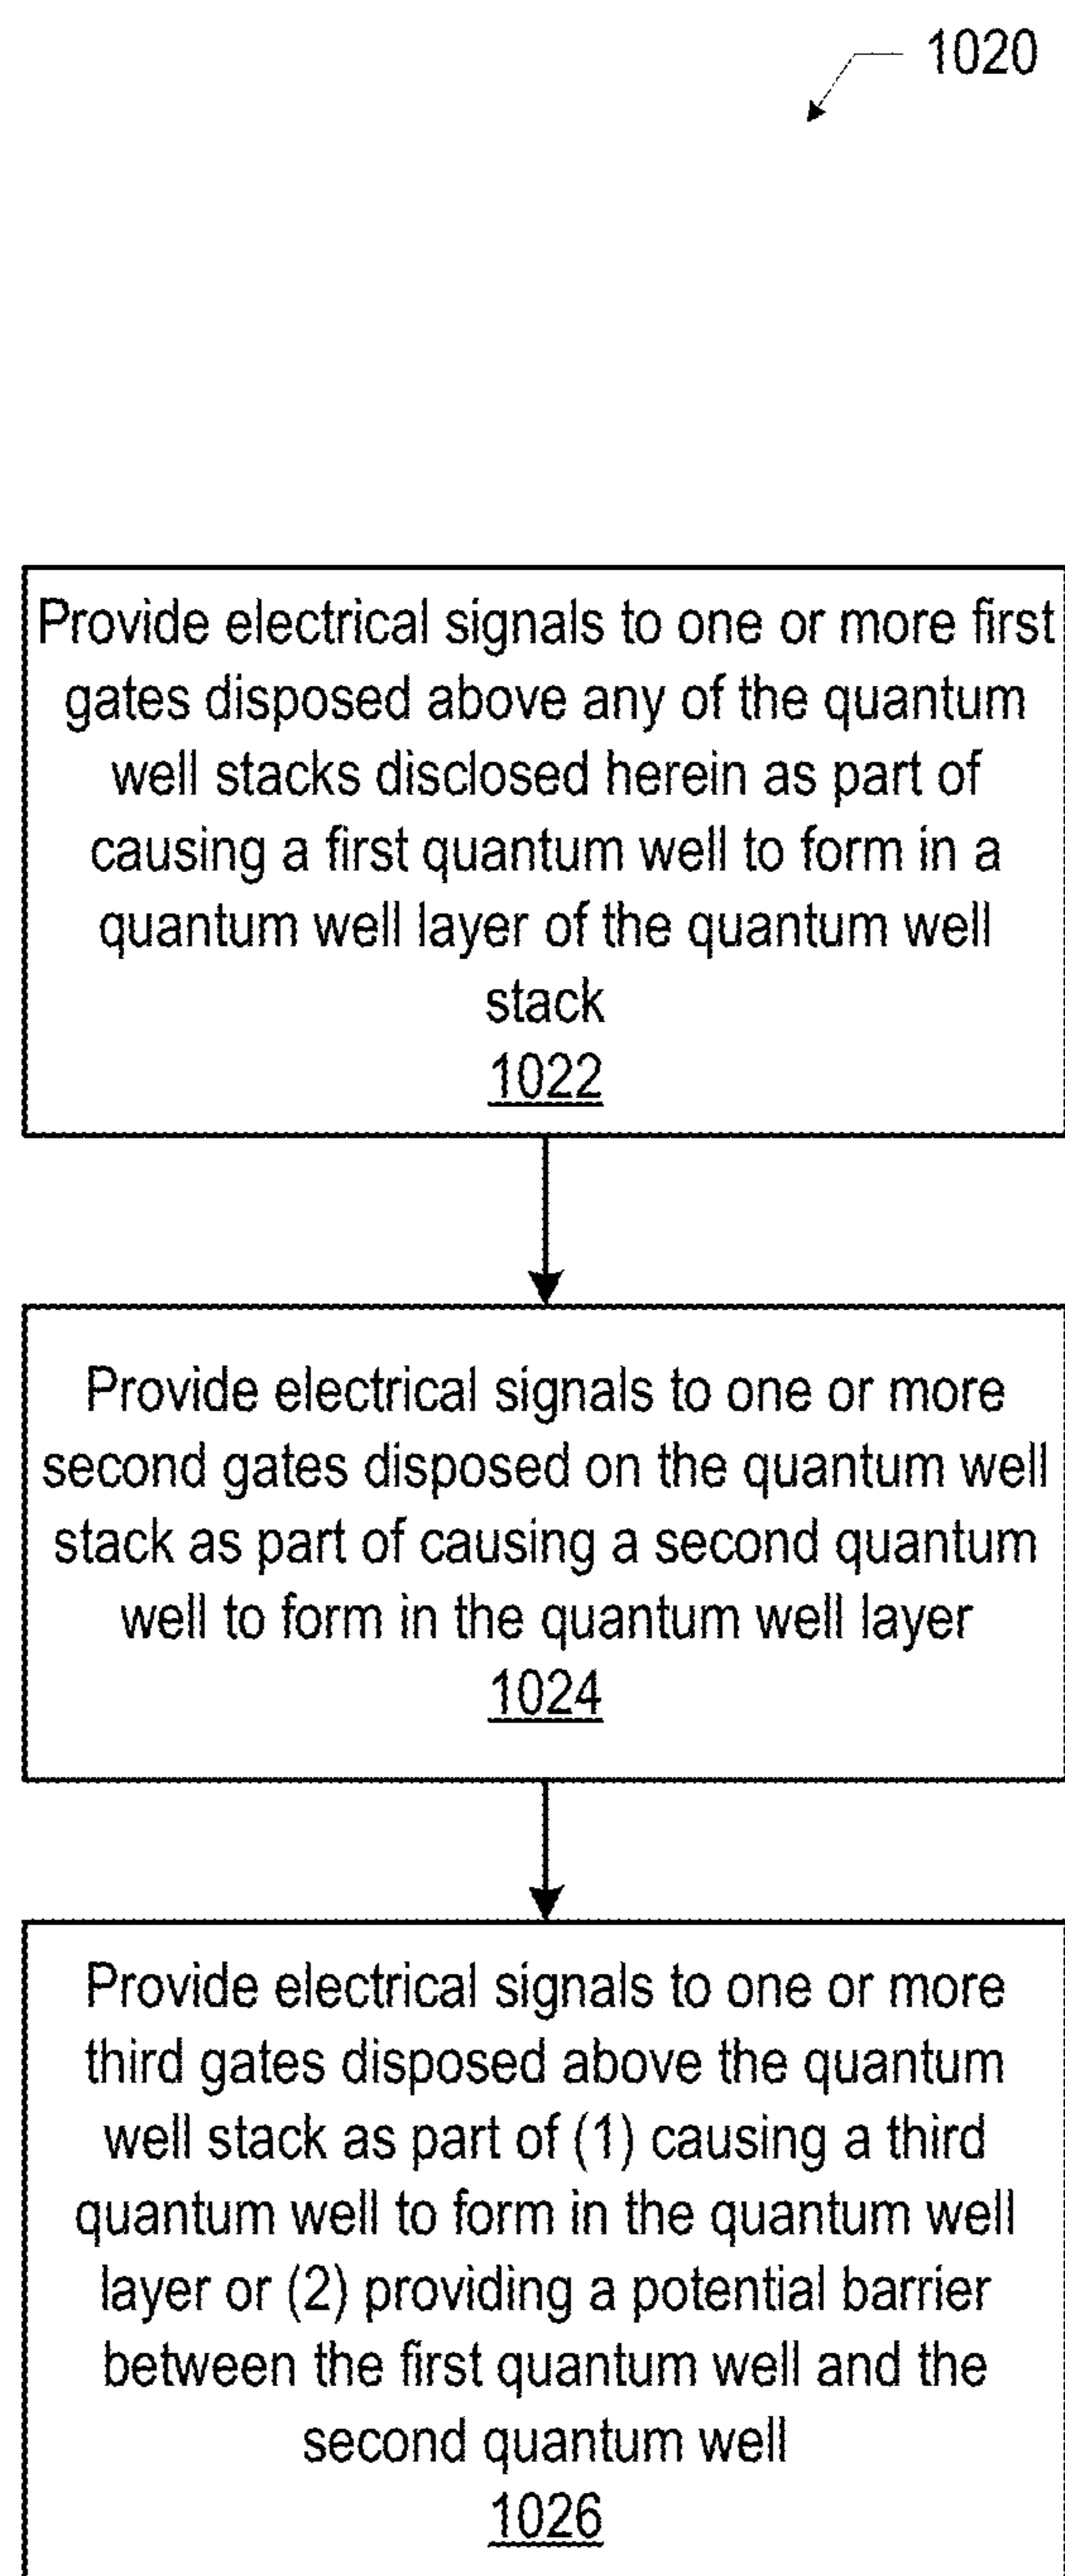 1020
Provide electrical signals to one or more first
gates disposed above any of the quantum
well stacks disclosed herein as part of
causing a first quantum well to form in a
quantum well layer of the quantum well
stack
1022
Provide electrical signals to one or more
second gates disposed on the quantum well
stack as part of causing a second quantum
well to form in the quantum well layer
1024
Provide electrical signals to one or more
third gates disposed above the quantum
well stack as part of (1) causing a third
quantum well to form in the quantum well
layer or (2) providing a potential barrier
between the first quantum well and the
second quantum well
1026